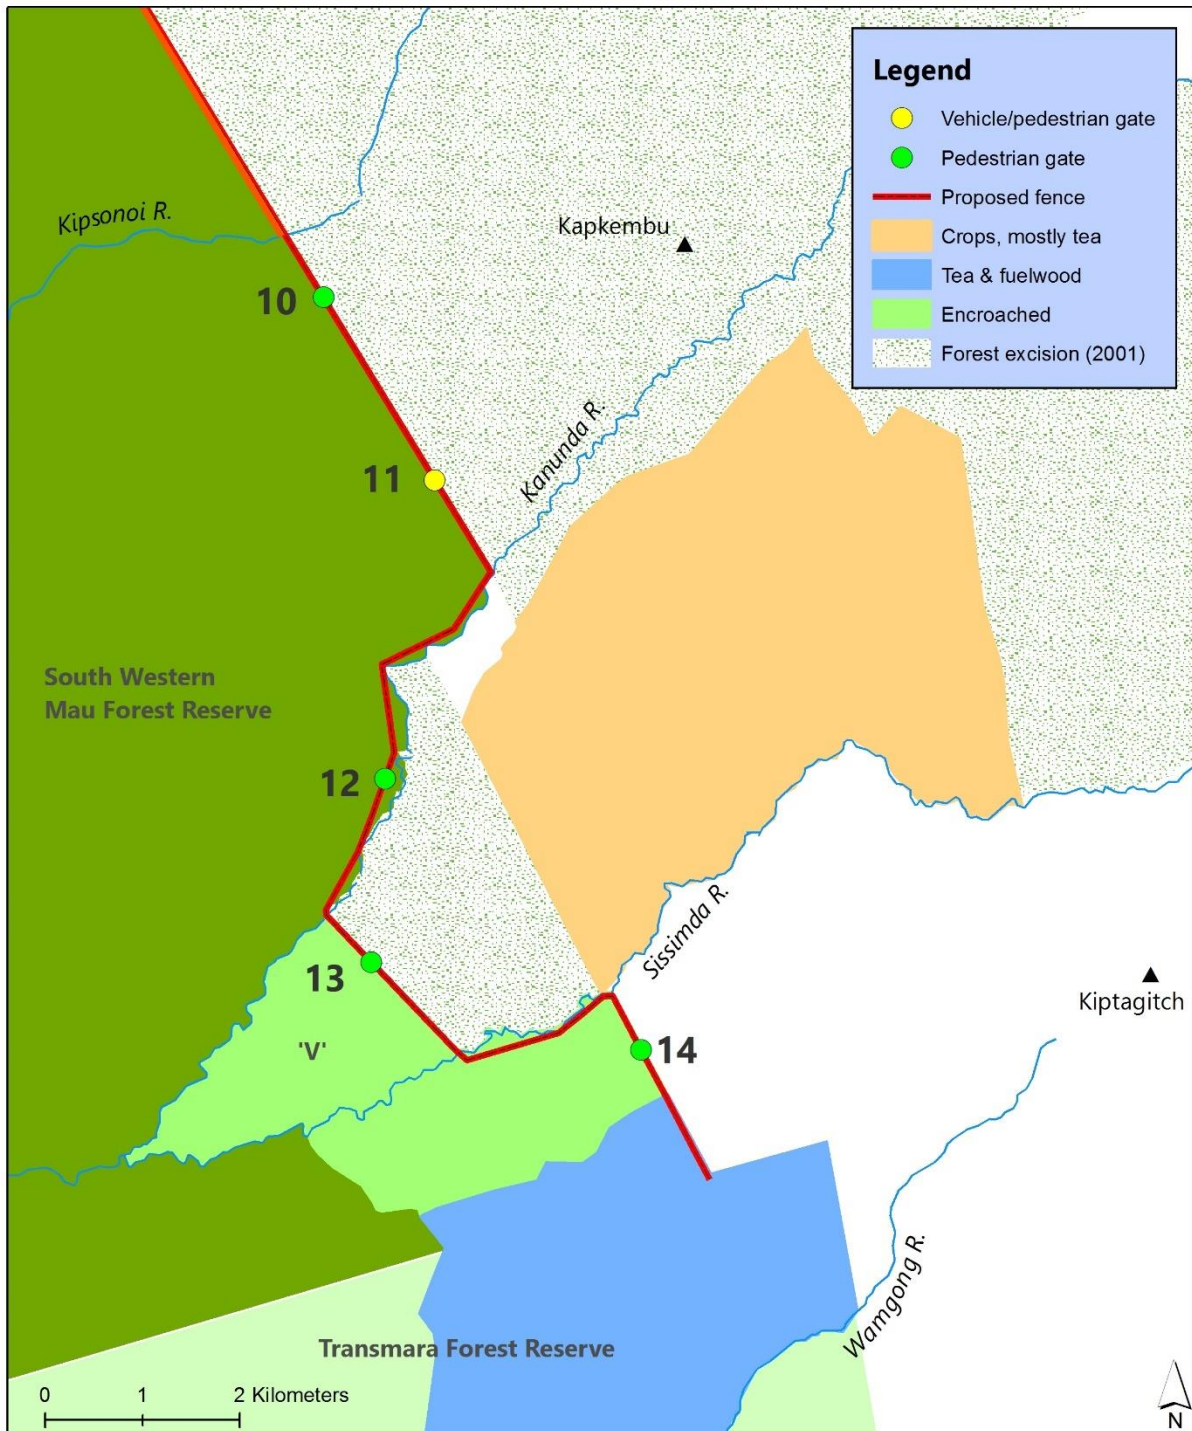 Legend
Vehicle/pedestrian gate
Pedestrian gate
Proposed fence
Crops, mostly tea
Tea & fuelwood
Encroached
Forest excision (2001)
Kipsonoi R.
Kapkembu
10
Kanunda R.
11
South Western
Mau Forest Reserve
12
Sissimda R.
13
Kiptagitch
'V'
14
Wamgong R.
Transmara Forest Reserve
0 1 2 Kilometers
N